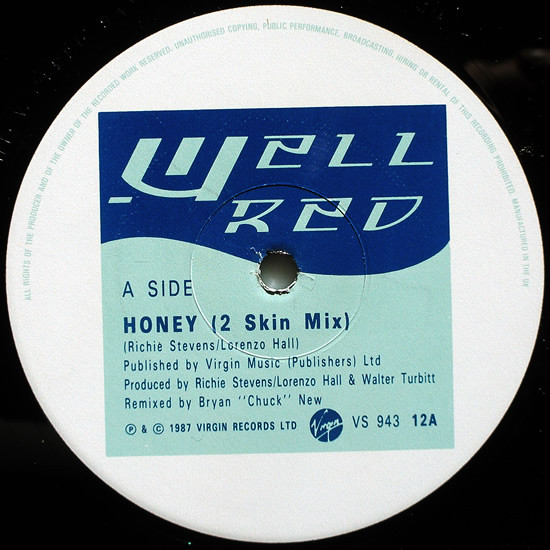 ALL RIGHTS OF THE PRODUCER AND OF THE OWNER OF THE RECORDED WORK RESERVED. UNAUTHORISED COPYING, PUBLIC PERFORMANCE, BROADCASTING, HIRING OR RENTAL OF THIS RECORDING PROHIBITED. MANUFACTURED IN THE UK
WELL
RED
A SIDE
HONEY (2 Skin Mix)
(Richie Stevens/Lorenzo Hall)
Published by Virgin Music (Publishers) Ltd
Produced by Richie Stevens/Lorenzo Hall & Walter Turbitt
Remixed by Bryan "Chuck" New
℗ & © 1987 VIRGIN RECORDS LTD Virgin VS 943 12A